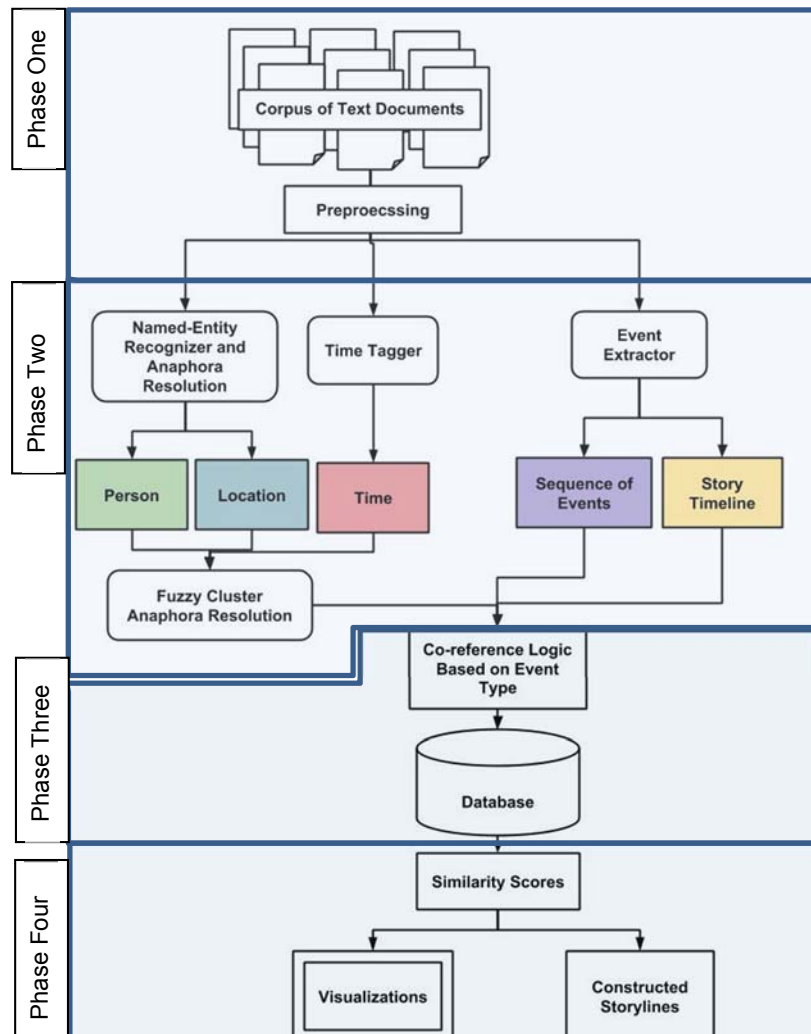 Phase One
Corpus of Text Documents
Preproecssing
Phase Two
Named-Entity
Recognizer and
Anaphora
Resolution
Time Tagger
Event
Extractor
Person
Location
Time
Sequence of
Events
Story
Timeline
Fuzzy Cluster
Anaphora Resolution
Phase Three
Co-reference Logic
Based on Event
Type
Database
Phase Four
Similarity Scores
Visualizations
Constructed
Storylines